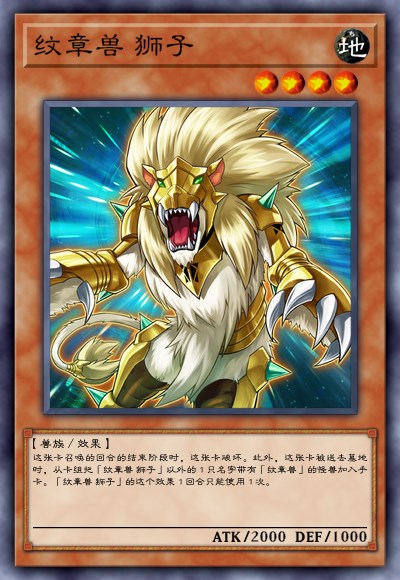 纹章兽 狮子
地
【兽族／效果】
这张卡召唤的回合的结束阶段时，这张卡破坏。此外，这张卡被送去墓地
时，从卡组把「纹章兽 狮子」以外的1只名字带有「纹章兽」的怪兽加入手
卡。「纹章兽 狮子」的这个效果1回合只能使用1次。
ATK/2000 DEF/1000